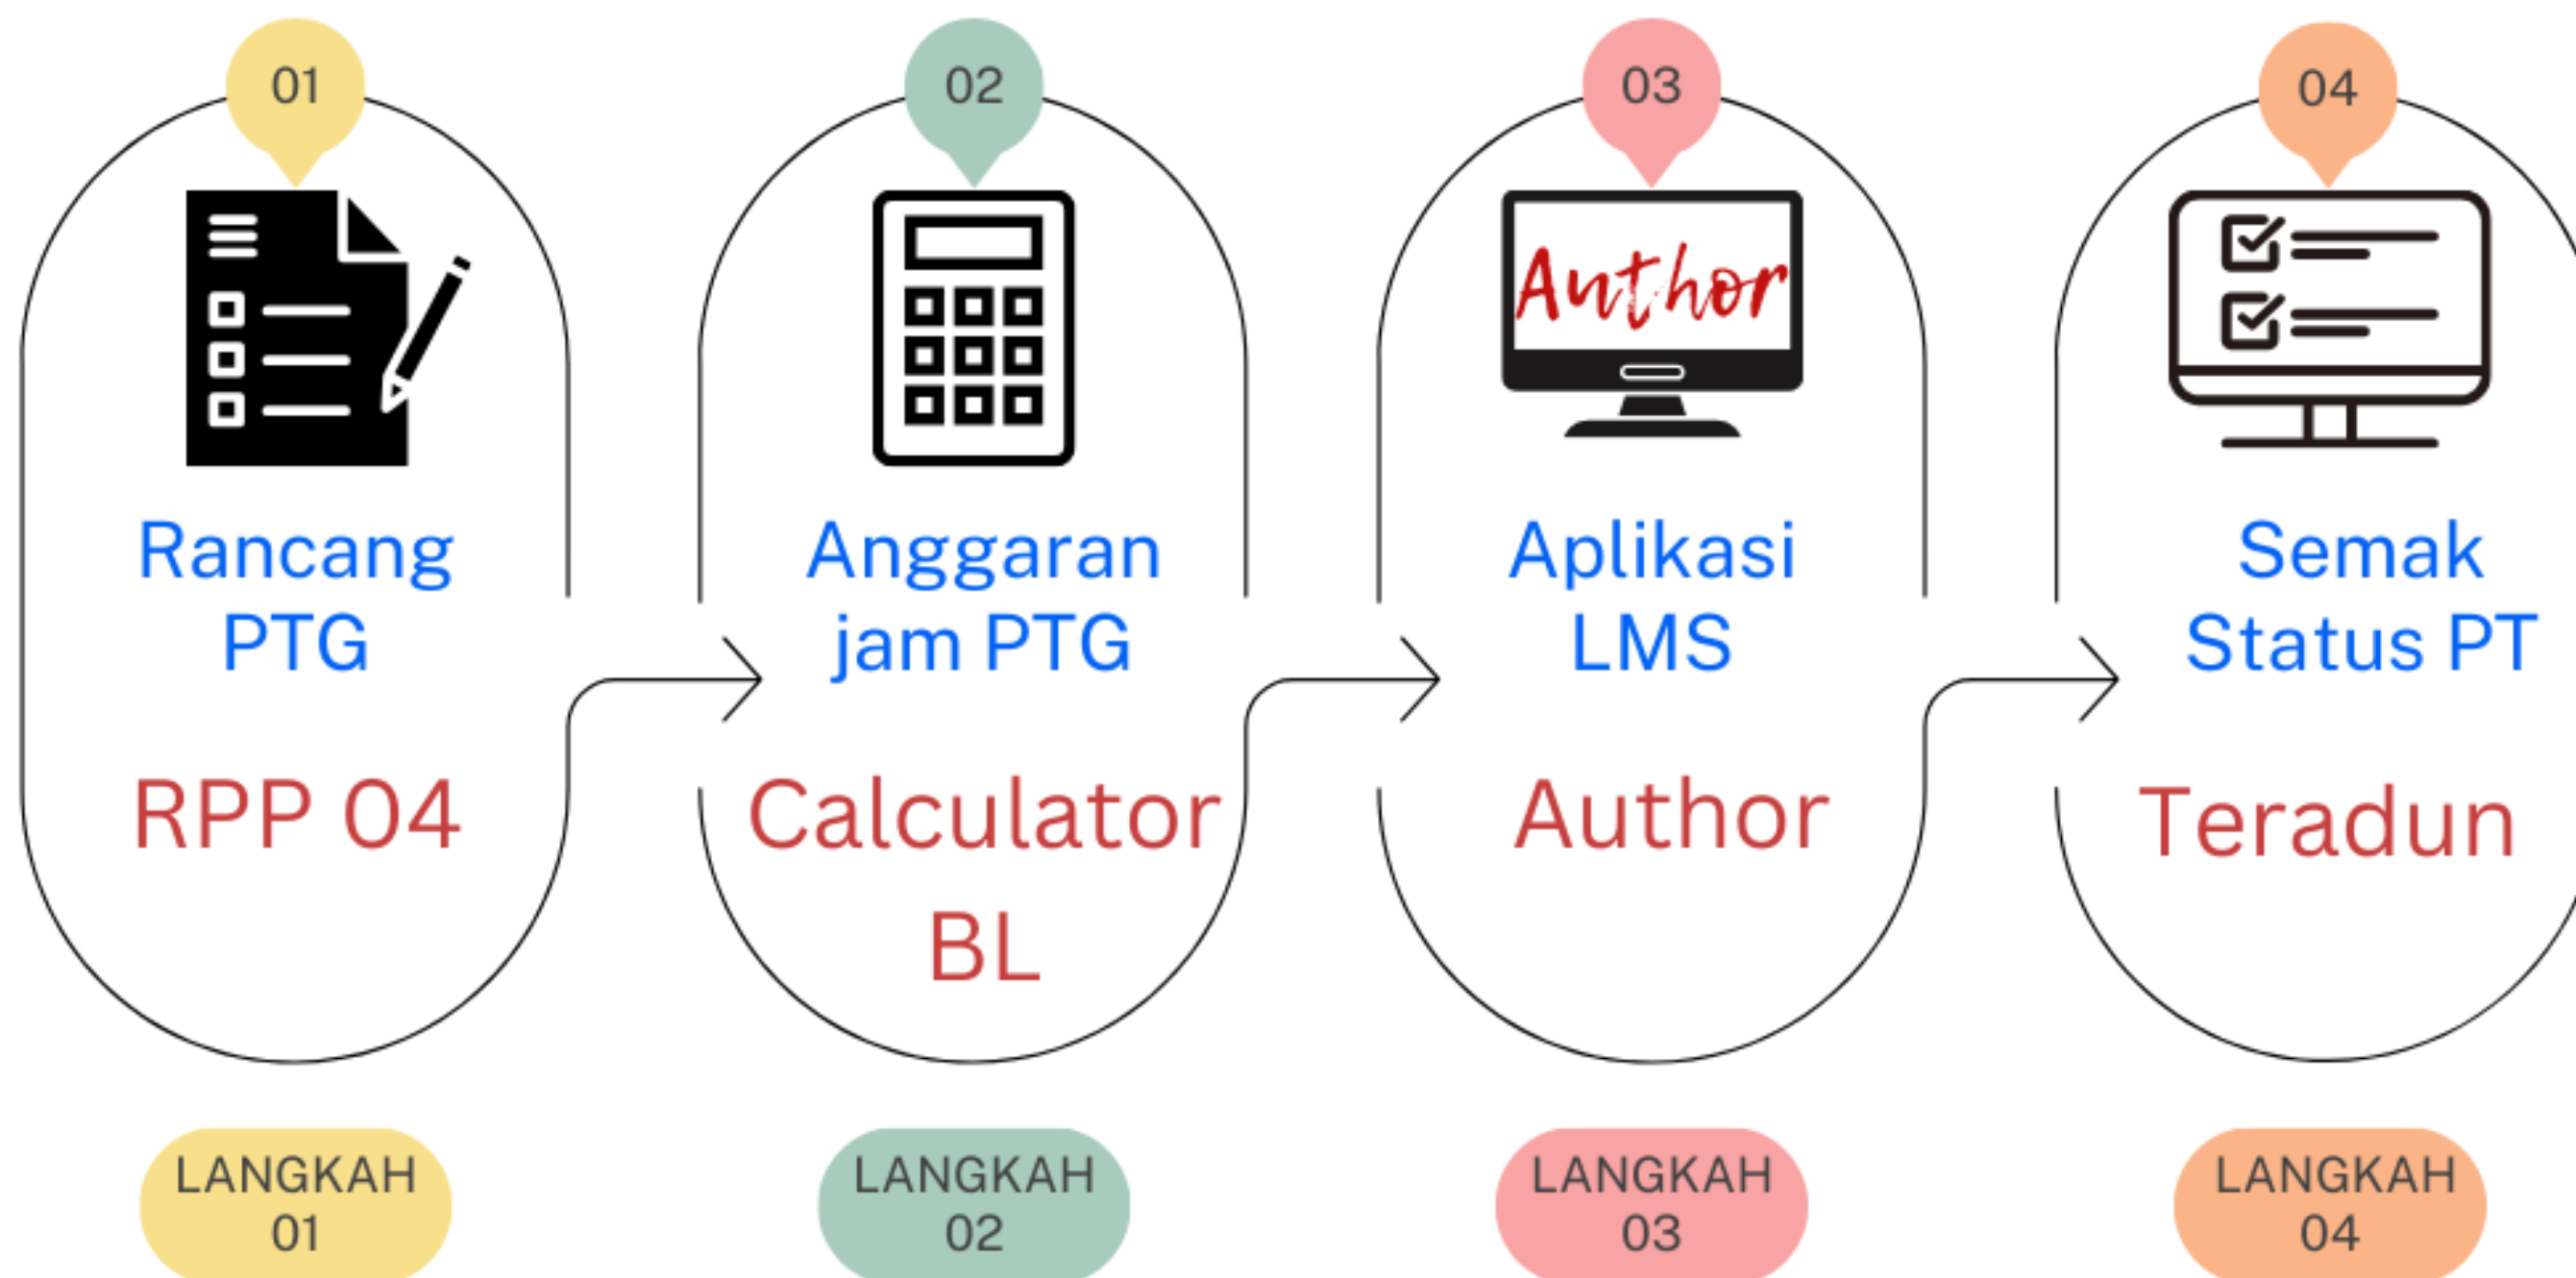 01
Rancang
PTG
RPP 04
LANGKAH
01
02
Anggaran
jam PTG
Calculator
BL
LANGKAH
02
03
Author
Aplikasi
LMS
Author
LANGKAH
03
04
Semak
Status PT
Teradun
LANGKAH
04